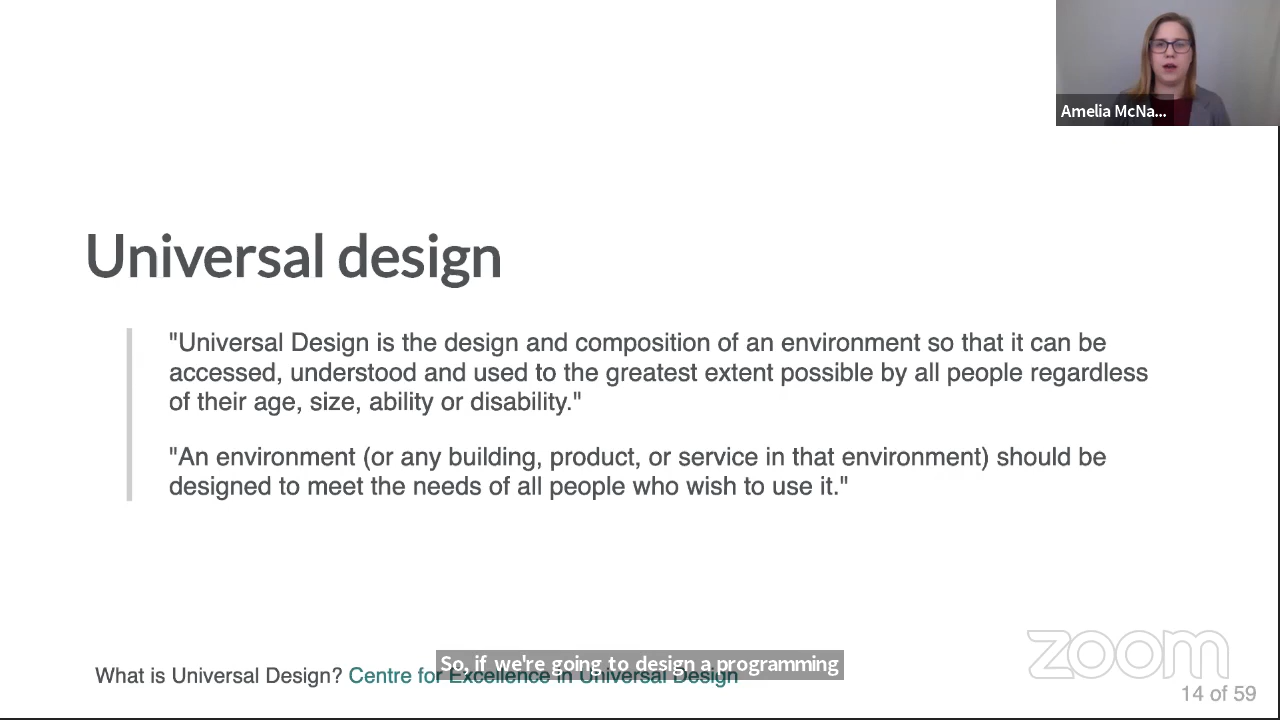 Amelia McNa...
Universal design
"Universal Design is the design and composition of an environment so that it can be
accessed, understood and used to the greatest extent possible by all people regardless
of their age, size, ability or disability."
"An environment (or any building, product, or service in that environment) should be
designed to meet the needs of all people who wish to use it."
What is Universal Design? Centre for Excellence in Universal Design
So, if we're going to design a programming
zoom
14 of 59